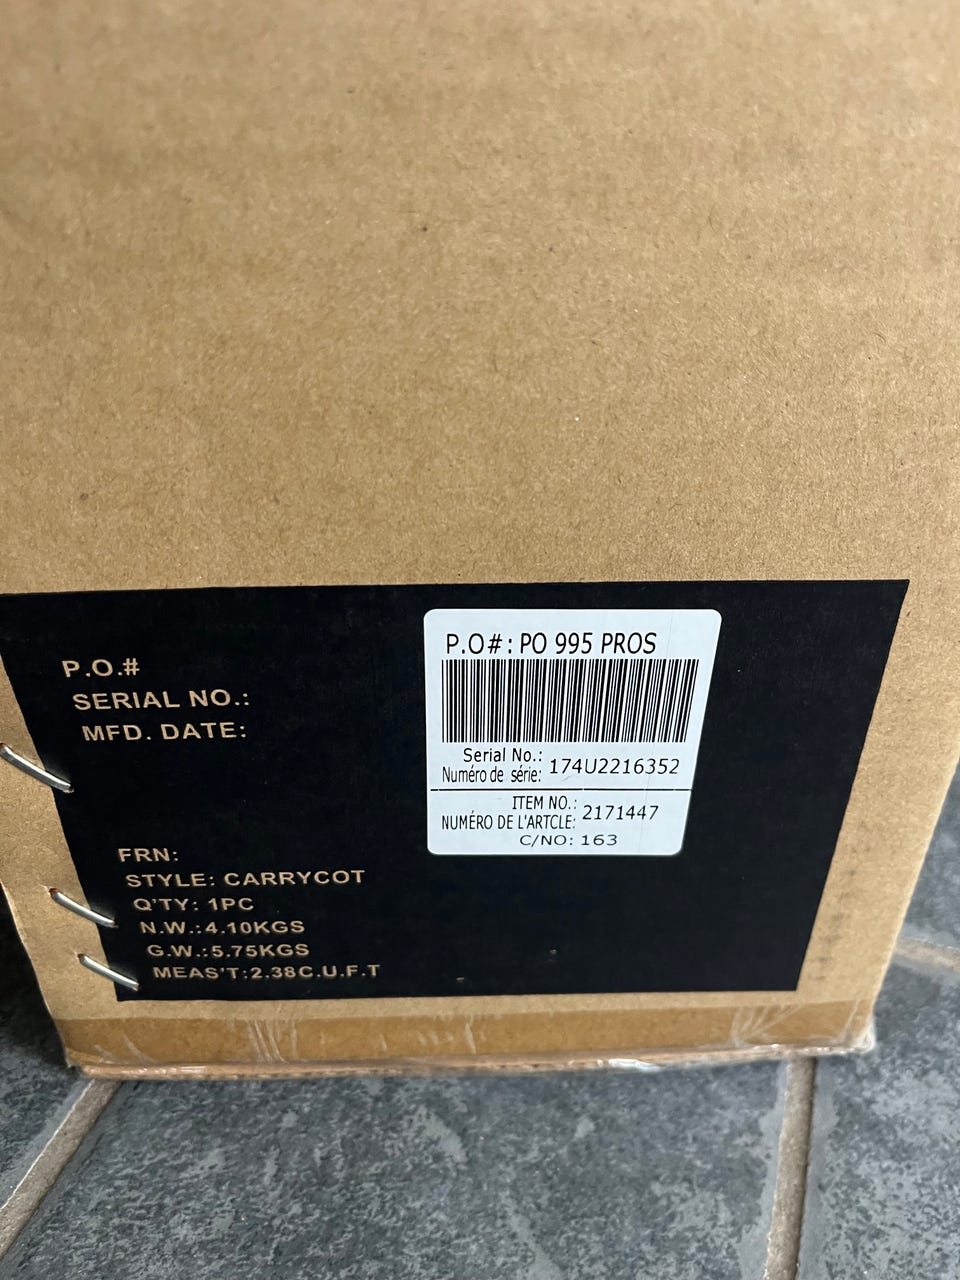 P.O.#
SERIAL NO.:
MFD. DATE:
FRN:
STYLE: CARRYCOT
Q'TY: 1PC
N.W.:4.10KGS
G.W.:5.75KGS
MEAS'T:2.38C.U.F.T
P.O#: PO 995 PROS
Serial No.:
Numéro de série: 174U2216352
ITEM NO.:
NUMÉRO DE L'ARTCLE: 2171447
C/NO: 163